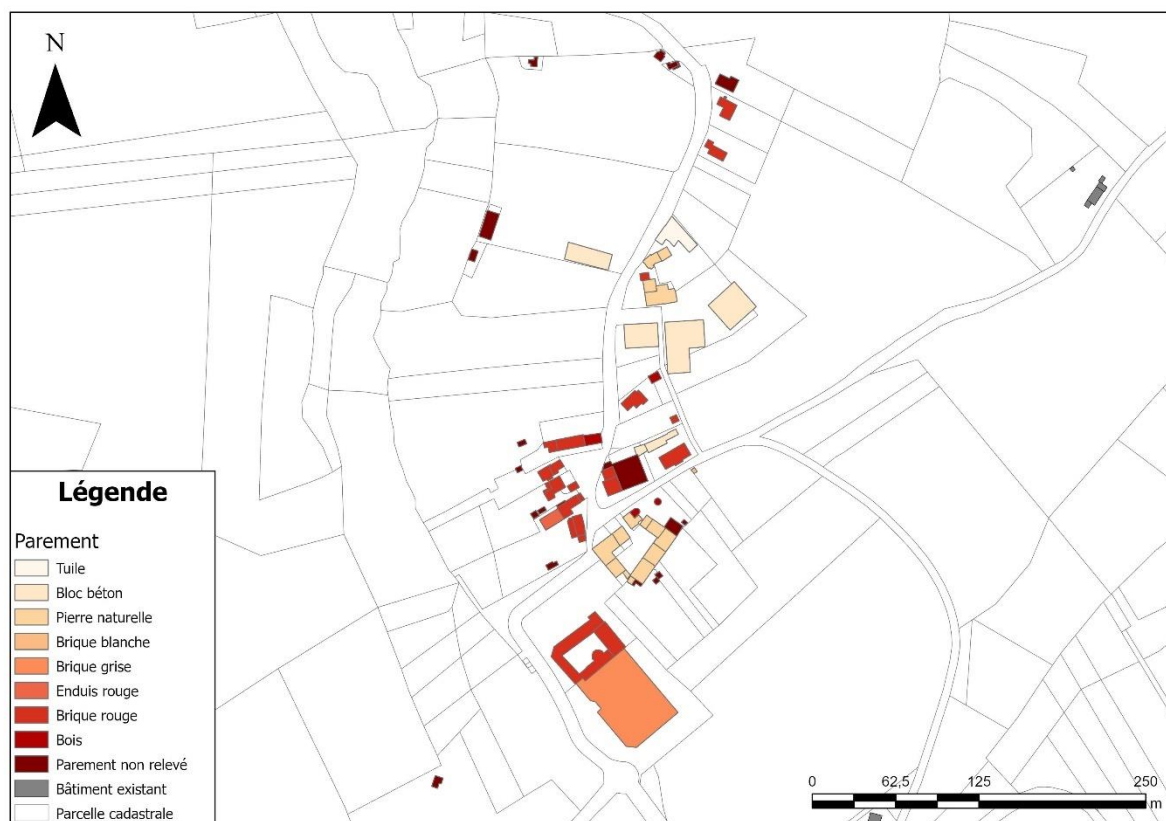 N
Légende
Parement
Tuile
Bloc béton
Pierre naturelle
Brique blanche
Brique grise
Enduis rouge
Brique rouge
Bois
Parement non relevé
Bâtiment existant
Parcelle cadastrale
0 62,5 125 250
m